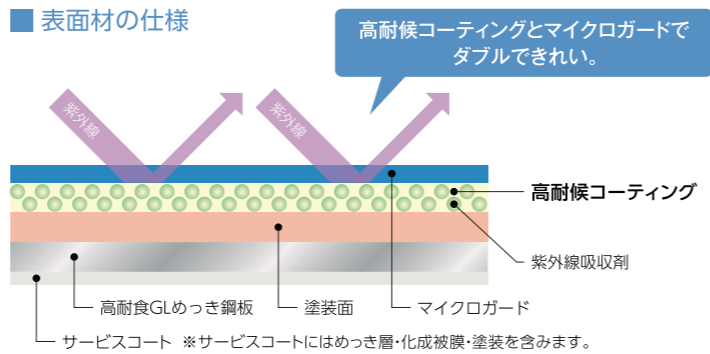 表面材の仕様
高耐候コーティングとマイクロガードで
ダブルできれい。
紫外線
紫外線
高耐候コーティング
紫外線吸収剤
高耐食GLめっき鋼板
塗装面
マイクロガード
サービスコート ※サービスコートにはめっき層・化成被膜・塗装を含みます。